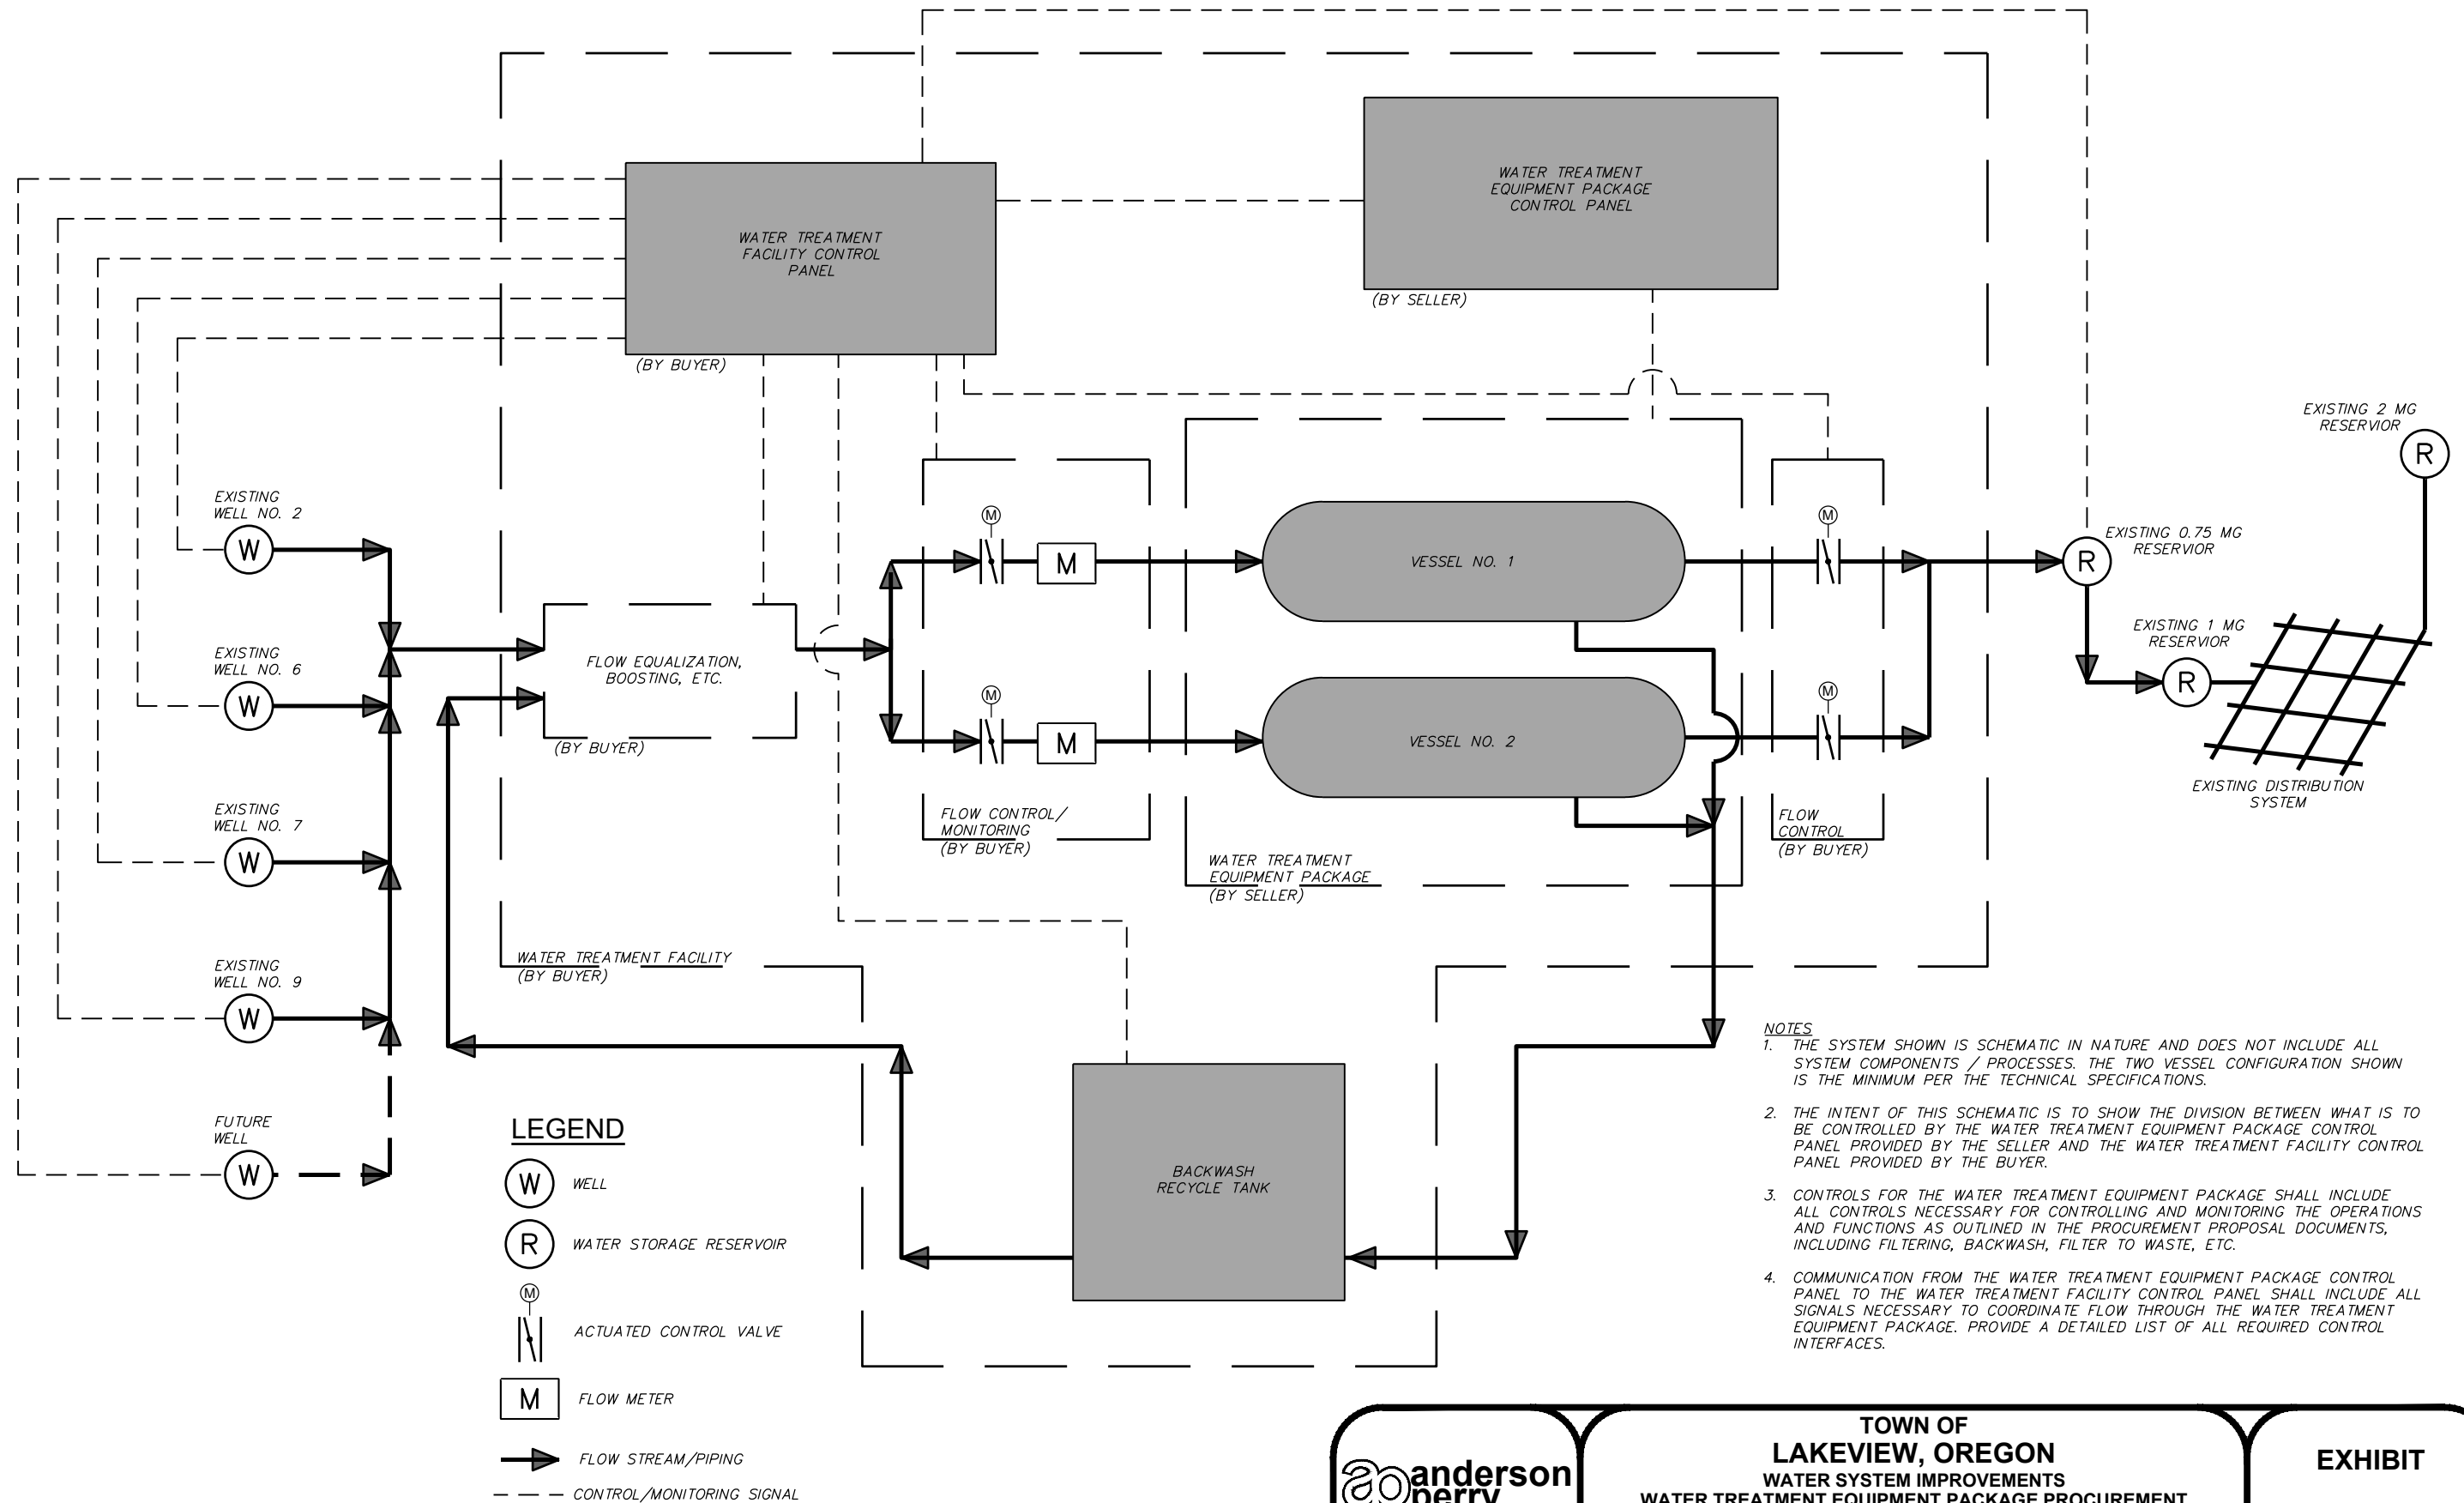 WATER TREATMENT
FACILITY CONTROL
PANEL
(BY BUYER)
WATER TREATMENT
EQUIPMENT PACKAGE
CONTROL PANEL
(BY SELLER)
EXISTING
WELL NO. 2
W
EXISTING
WELL NO. 6
W
EXISTING
WELL NO. 7
W
EXISTING
WELL NO. 9
W
FUTURE
WELL
W
FLOW EQUALIZATION,
BOOSTING, ETC.
(BY BUYER)
M
M
M
M
FLOW CONTROL/
MONITORING
(BY BUYER)
VESSEL NO. 1
VESSEL NO. 2
WATER TREATMENT
EQUIPMENT PACKAGE
(BY SELLER)
M
M
FLOW
CONTROL
(BY BUYER)
EXISTING 2 MG
RESERVIOR
R
EXISTING 0.75 MG
RESERVIOR
R
EXISTING 1 MG
RESERVIOR
R
EXISTING DISTRIBUTION
SYSTEM
WATER TREATMENT FACILITY
(BY BUYER)
BACKWASH
RECYCLE TANK
LEGEND
W WELL
R WATER STORAGE RESERVOIR
M
ACTUATED CONTROL VALVE
M FLOW METER
FLOW STREAM/PIPING
CONTROL/MONITORING SIGNAL
NOTES
1. THE SYSTEM SHOWN IS SCHEMATIC IN NATURE AND DOES NOT INCLUDE ALL
SYSTEM COMPONENTS / PROCESSES. THE TWO VESSEL CONFIGURATION SHOWN
IS THE MINIMUM PER THE TECHNICAL SPECIFICATIONS.
2. THE INTENT OF THIS SCHEMATIC IS TO SHOW THE DIVISION BETWEEN WHAT IS TO
BE CONTROLLED BY THE WATER TREATMENT EQUIPMENT PACKAGE CONTROL
PANEL PROVIDED BY THE SELLER AND THE WATER TREATMENT FACILITY CONTROL
PANEL PROVIDED BY THE BUYER.
3. CONTROLS FOR THE WATER TREATMENT EQUIPMENT PACKAGE SHALL INCLUDE
ALL CONTROLS NECESSARY FOR CONTROLLING AND MONITORING THE OPERATIONS
AND FUNCTIONS AS OUTLINED IN THE PROCUREMENT PROPOSAL DOCUMENTS,
INCLUDING FILTERING, BACKWASH, FILTER TO WASTE, ETC.
4. COMMUNICATION FROM THE WATER TREATMENT EQUIPMENT PACKAGE CONTROL
PANEL TO THE WATER TREATMENT FACILITY CONTROL PANEL SHALL INCLUDE ALL
SIGNALS NECESSARY TO COORDINATE FLOW THROUGH THE WATER TREATMENT
EQUIPMENT PACKAGE. PROVIDE A DETAILED LIST OF ALL REQUIRED CONTROL
INTERFACES.
ap anderson
perry
TOWN OF
LAKEVIEW, OREGON
WATER SYSTEM IMPROVEMENTS
WATER TREATMENT EQUIPMENT PACKAGE PROCUREMENT
EXHIBIT